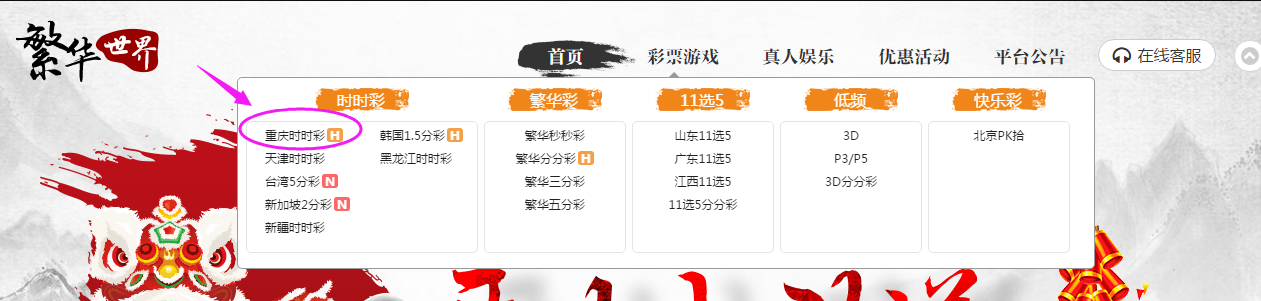 繁华世界
首页 彩票游戏 真人娱乐 优惠活动 平台公告 在线客服
时时彩 繁华彩 11选5 低频 快乐彩
重庆时时彩 H 韩国1.5分彩 H 繁华秒秒彩 山东11选5 3D 北京PK拾
天津时时彩 黑龙江时时彩 繁华分分彩 H 广东11选5 P3/P5
台湾5分彩 N 繁华三分彩 江西11选5 3D分分彩
新加坡2分彩 N 繁华五分彩 11选5分分彩
新疆时时彩